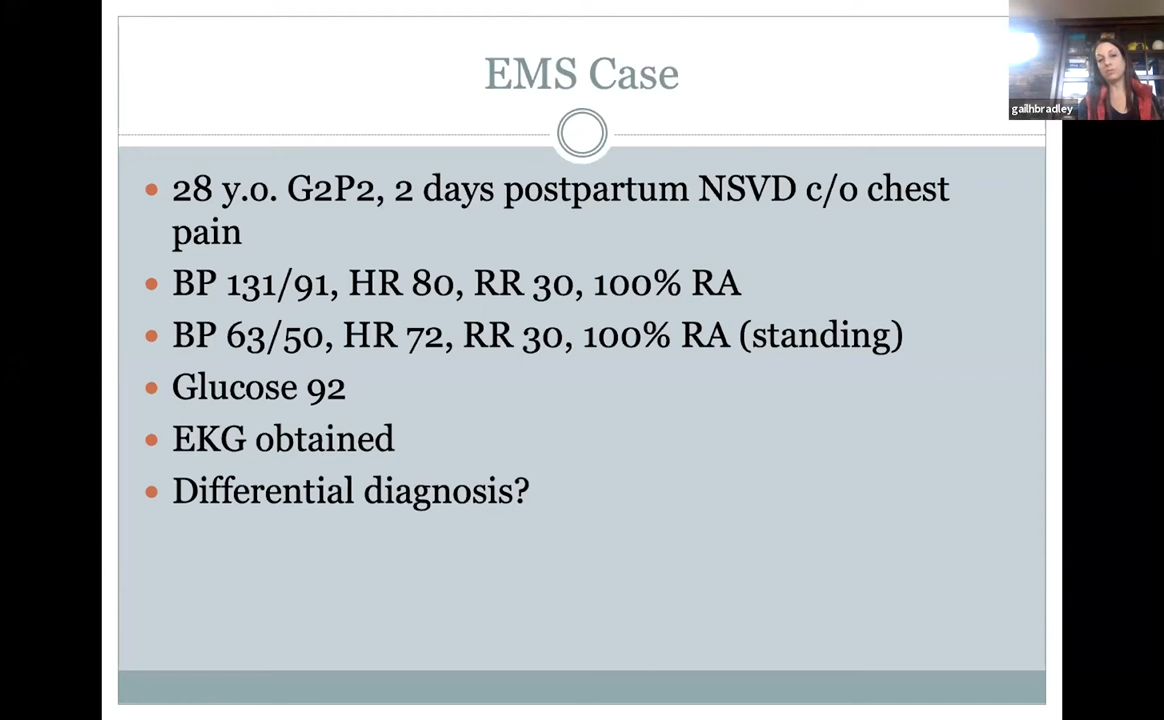 EMS Case
gailhbradley
28 y.o. G2P2, 2 days postpartum NSVD c/o chest
pain
BP 131/91, HR 80, RR 30, 100% RA
BP 63/50, HR 72, RR 30, 100% RA (standing)
Glucose 92
EKG obtained
Differential diagnosis?